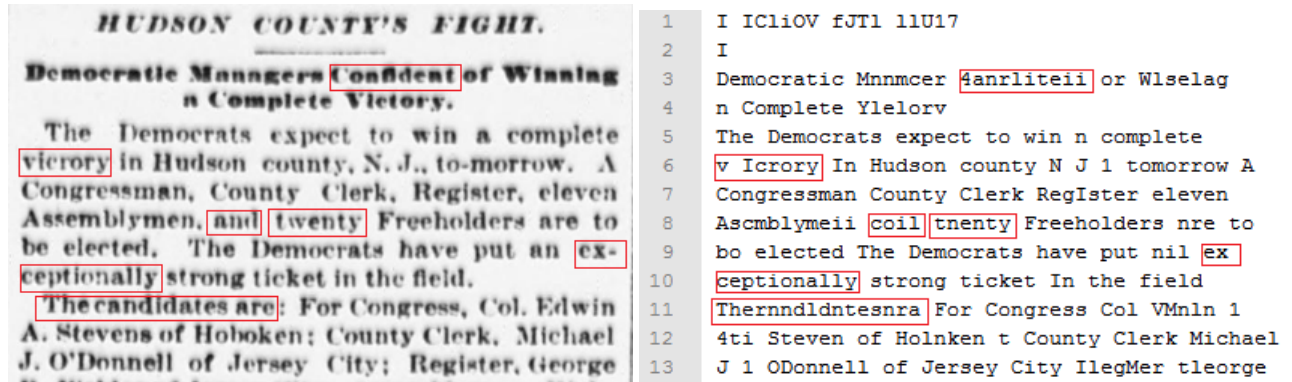 HUDSON COUNTY'S FIGHT.
Democratic Managers Confident of Winning
a Complete Victory.
The Democrats expect to win a complete
vicrory in Hudson county, N. J., to-morrow. A
Congressman, County Clerk, Register, eleven
Assemblymen, and twenty Freeholders are to
be elected. The Democrats have put an ex-
ceptionally strong ticket in the field.
The candidates are: For Congress, Col. Edwin
A. Stevens of Hoboken; County Clerk, Michael
J. O'Donnell of Jersey City; Register, George
1 I ICliOV fJTl llU17
2 I
3 Democratic Mnnmcer 4anrliteii or Wlselag
4 n Complete Ylelorv
5 The Democrats expect to win n complete
6 v Icrory In Hudson county N J 1 tomorrow A
7 Congressman County Clerk RegIster eleven
8 Ascmblymeii coil tnenty Freeholders nre to
9 bo elected The Democrats have put nil ex
10 ceptionally strong ticket In the field
11 Thernndldntesnra For Congress Col VMnln 1
12 4ti Steven of Holnken t County Clerk Michael
13 J 1 ODonnell of Jersey City IlegMer tleorge